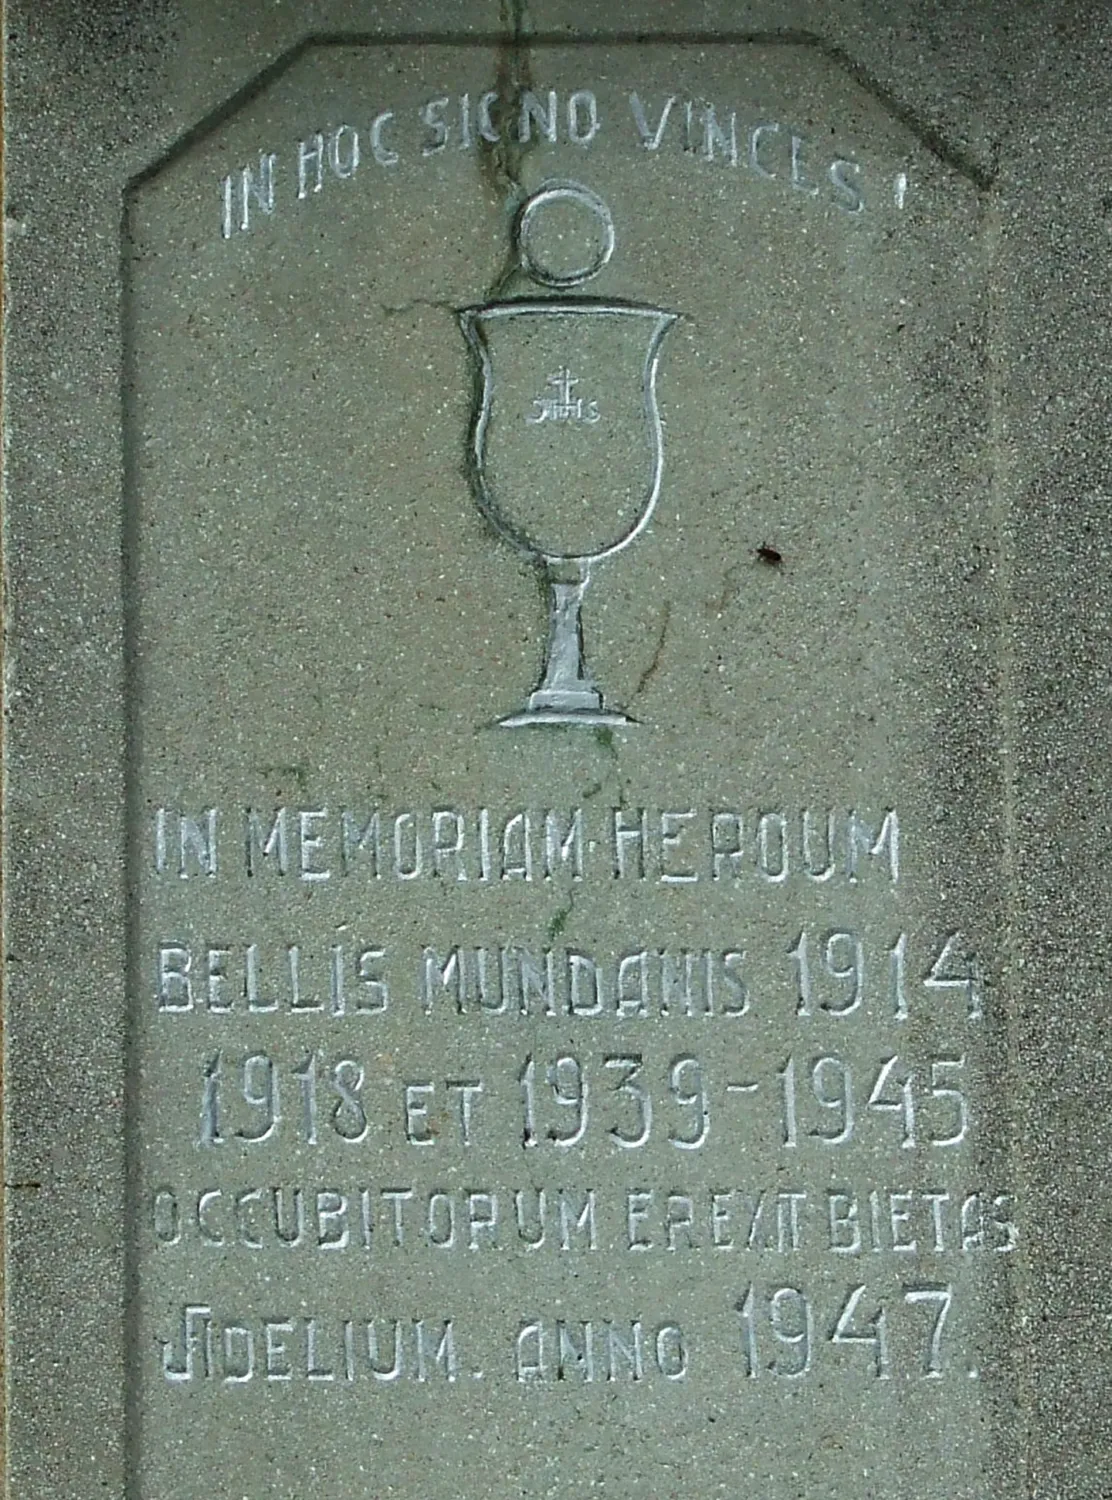 IN HOC SIGNO VINCES !
IHS
IN MEMORIAM HEROUM
BELLIS MUNDANIS 1914
1918 ET 1939-1945
OCCUBITORUM EREXIT BIETAS
FIDELIUM. ANNO 1947.